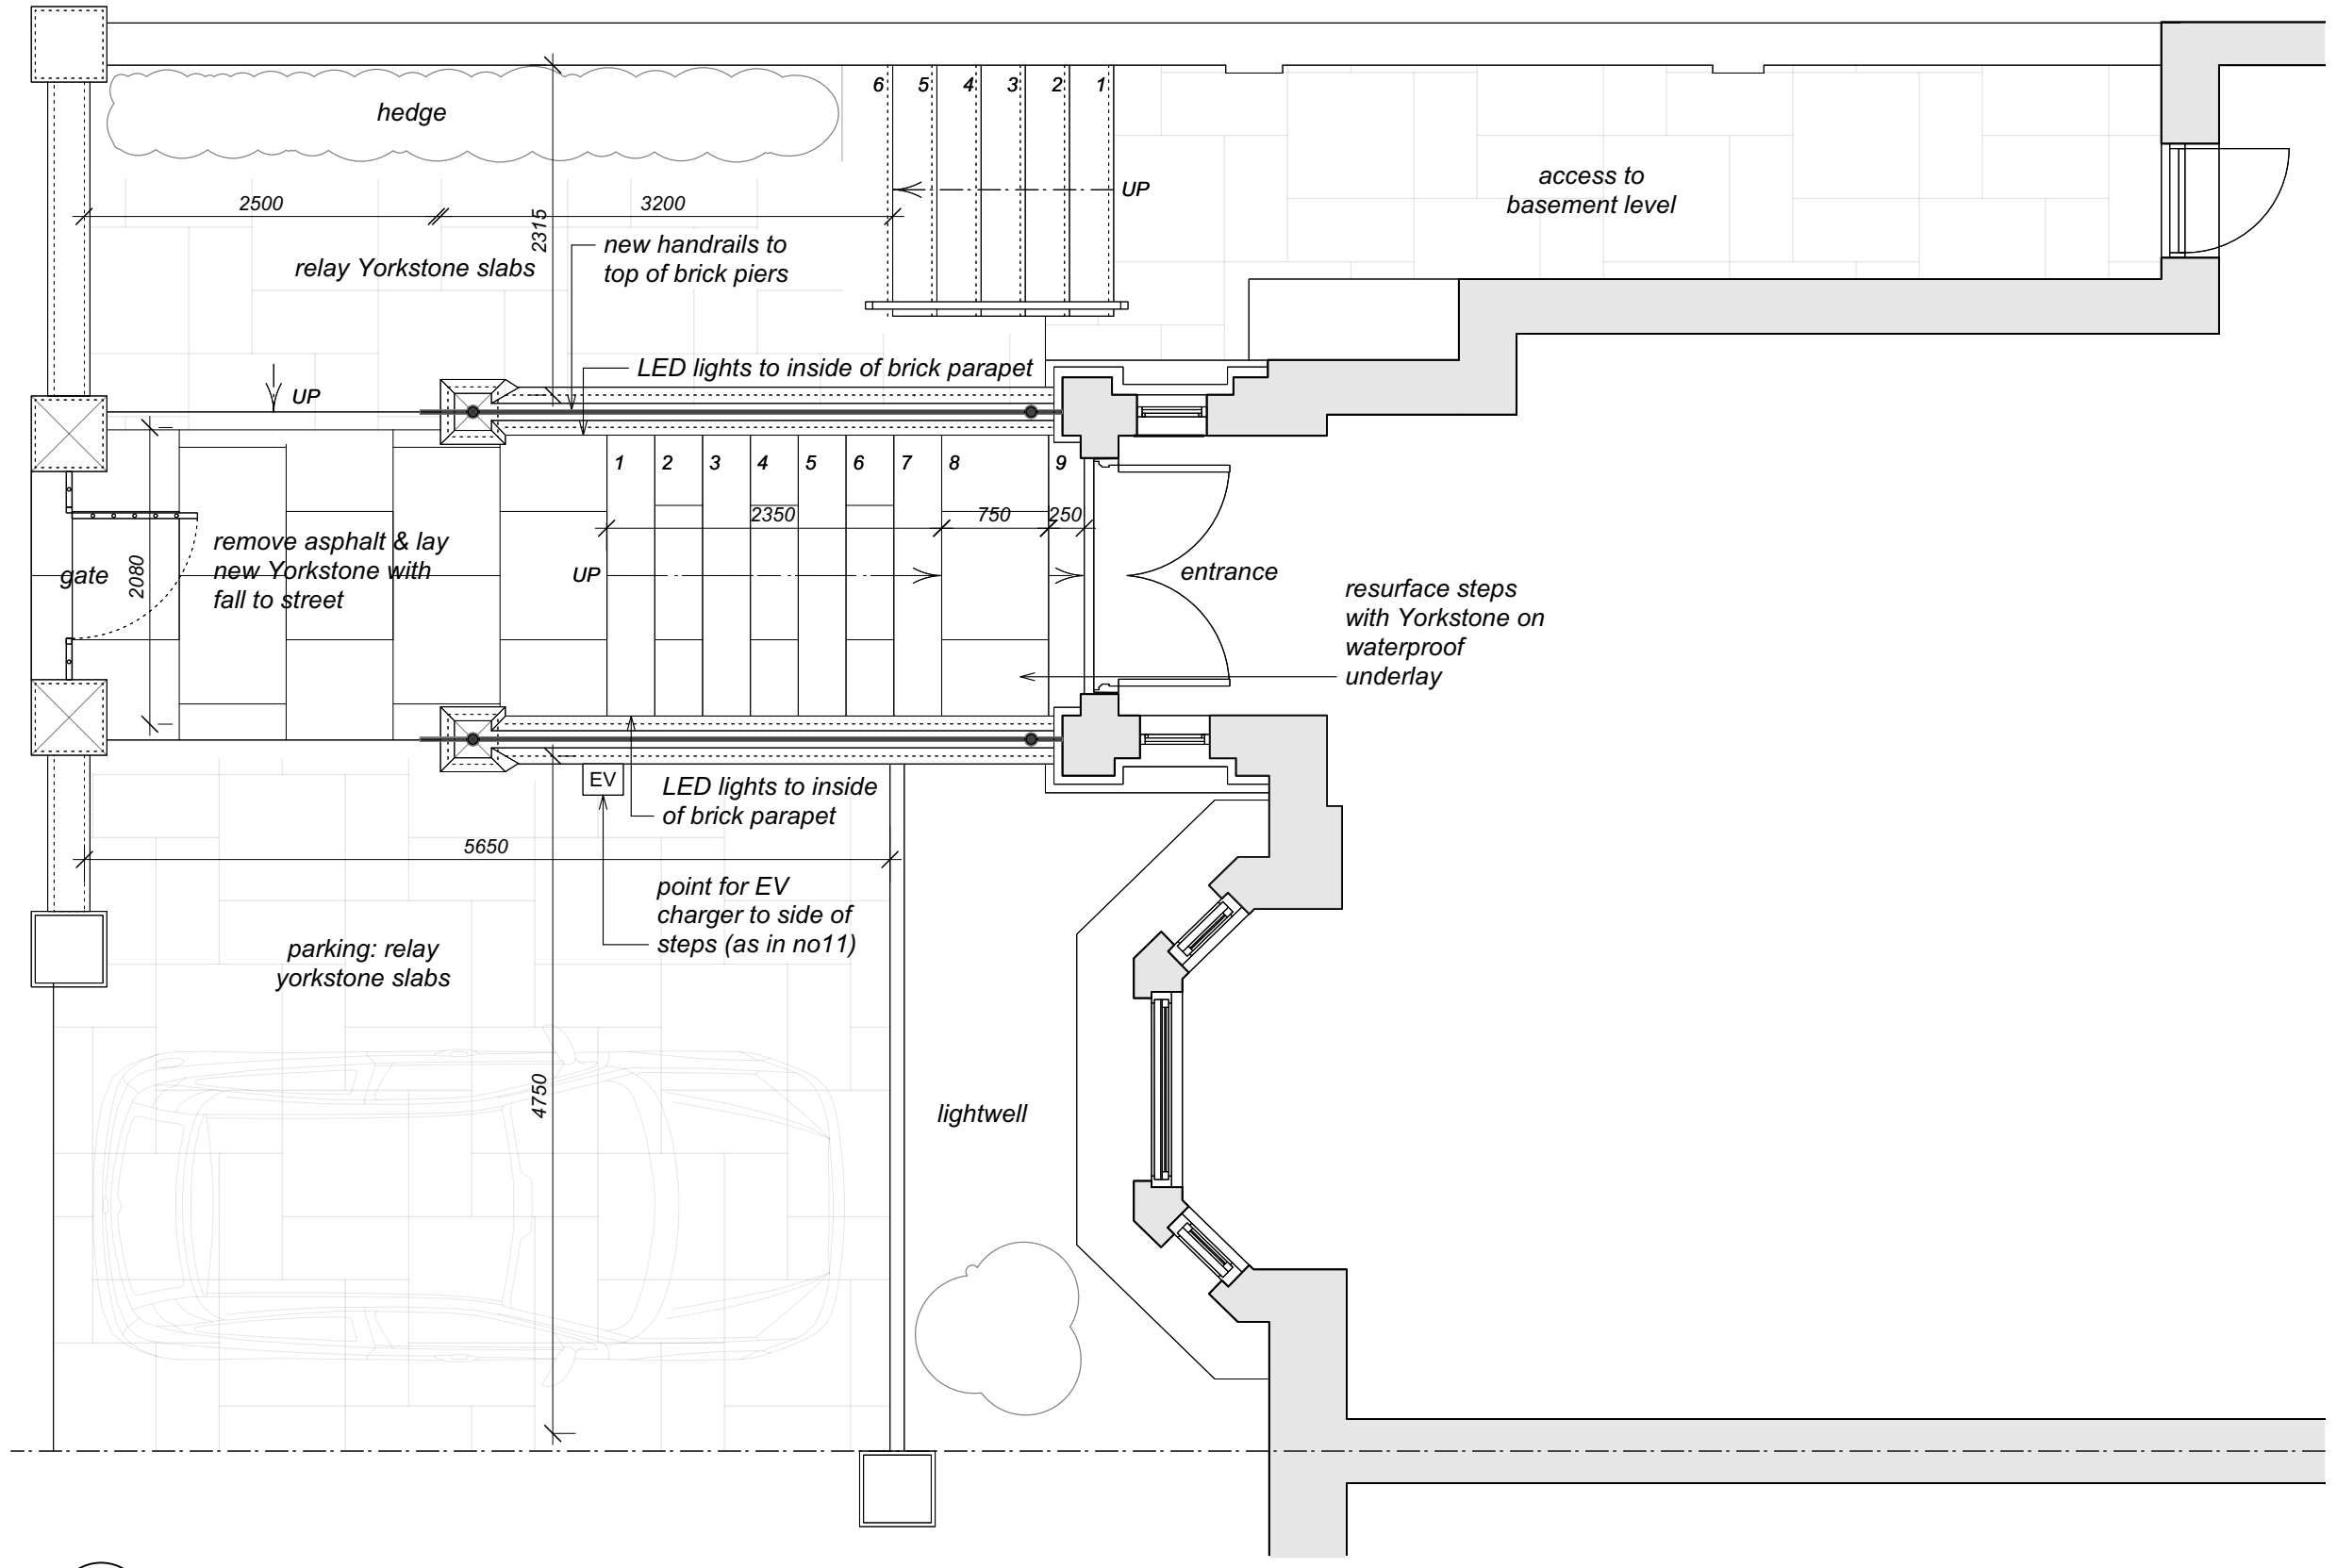 hedge
6 5 4 3 2 1
UP
access to
basement level
2500
3200
2315
new handrails to
top of brick piers
relay Yorkstone slabs
LED lights to inside of brick parapet
UP
1 2 3 4 5 6 7 8 9
2350
750
250
remove asphalt & lay
new Yorkstone with
fall to street
gate
2080
UP
entrance
resurface steps
with Yorkstone on
waterproof
underlay
EV
LED lights to inside
of brick parapet
5650
point for EV
charger to side of
steps (as in no11)
parking: relay
yorkstone slabs
4750
lightwell